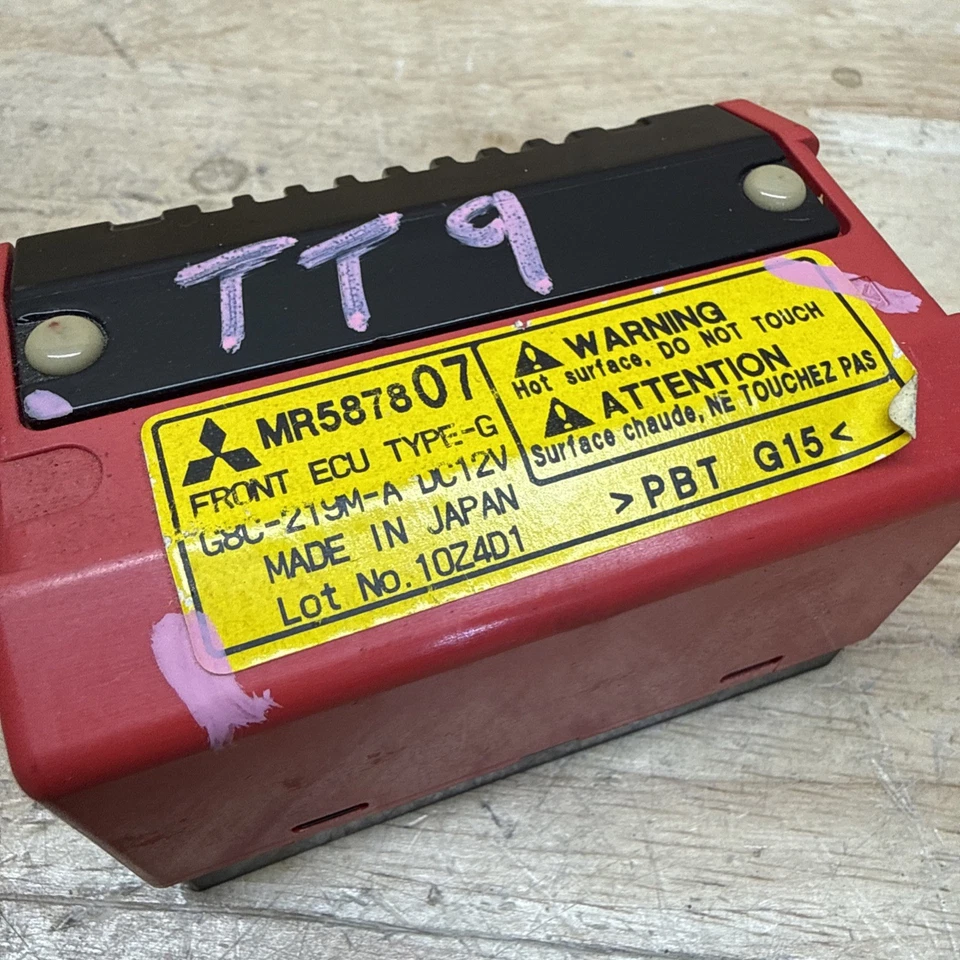 TT9
MR587807
FRONT ECU TYPE-G
G8C-219M-A DC12V
MADE IN JAPAN
Lot No.10Z4D1
WARNING
Hot surface, DO NOT TOUCH
ATTENTION
Surface chaude, NE TOUCHEZ PAS
>PBT G15<